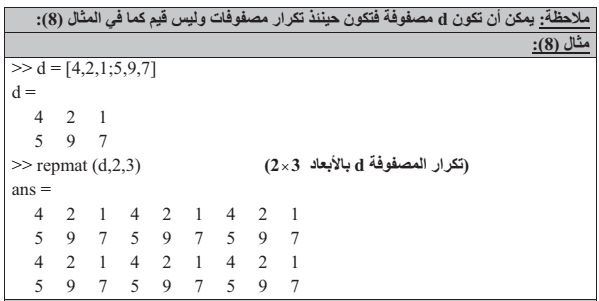 ملاحظة: يمكن أن تكون d مصفوفة فتكون حينئذ تكرار مصفوفات وليس قيم كما في المثال (8):
مثال (8):
>> d = [4,2,1;5,9,7]
d =
4 2 1
5 9 7
>> repmat (d,2,3) (تكرار المصفوفة d بالأبعاد 3×2)
ans =
4 2 1 4 2 1 4 2 1
5 9 7 5 9 7 5 9 7
4 2 1 4 2 1 4 2 1
5 9 7 5 9 7 5 9 7